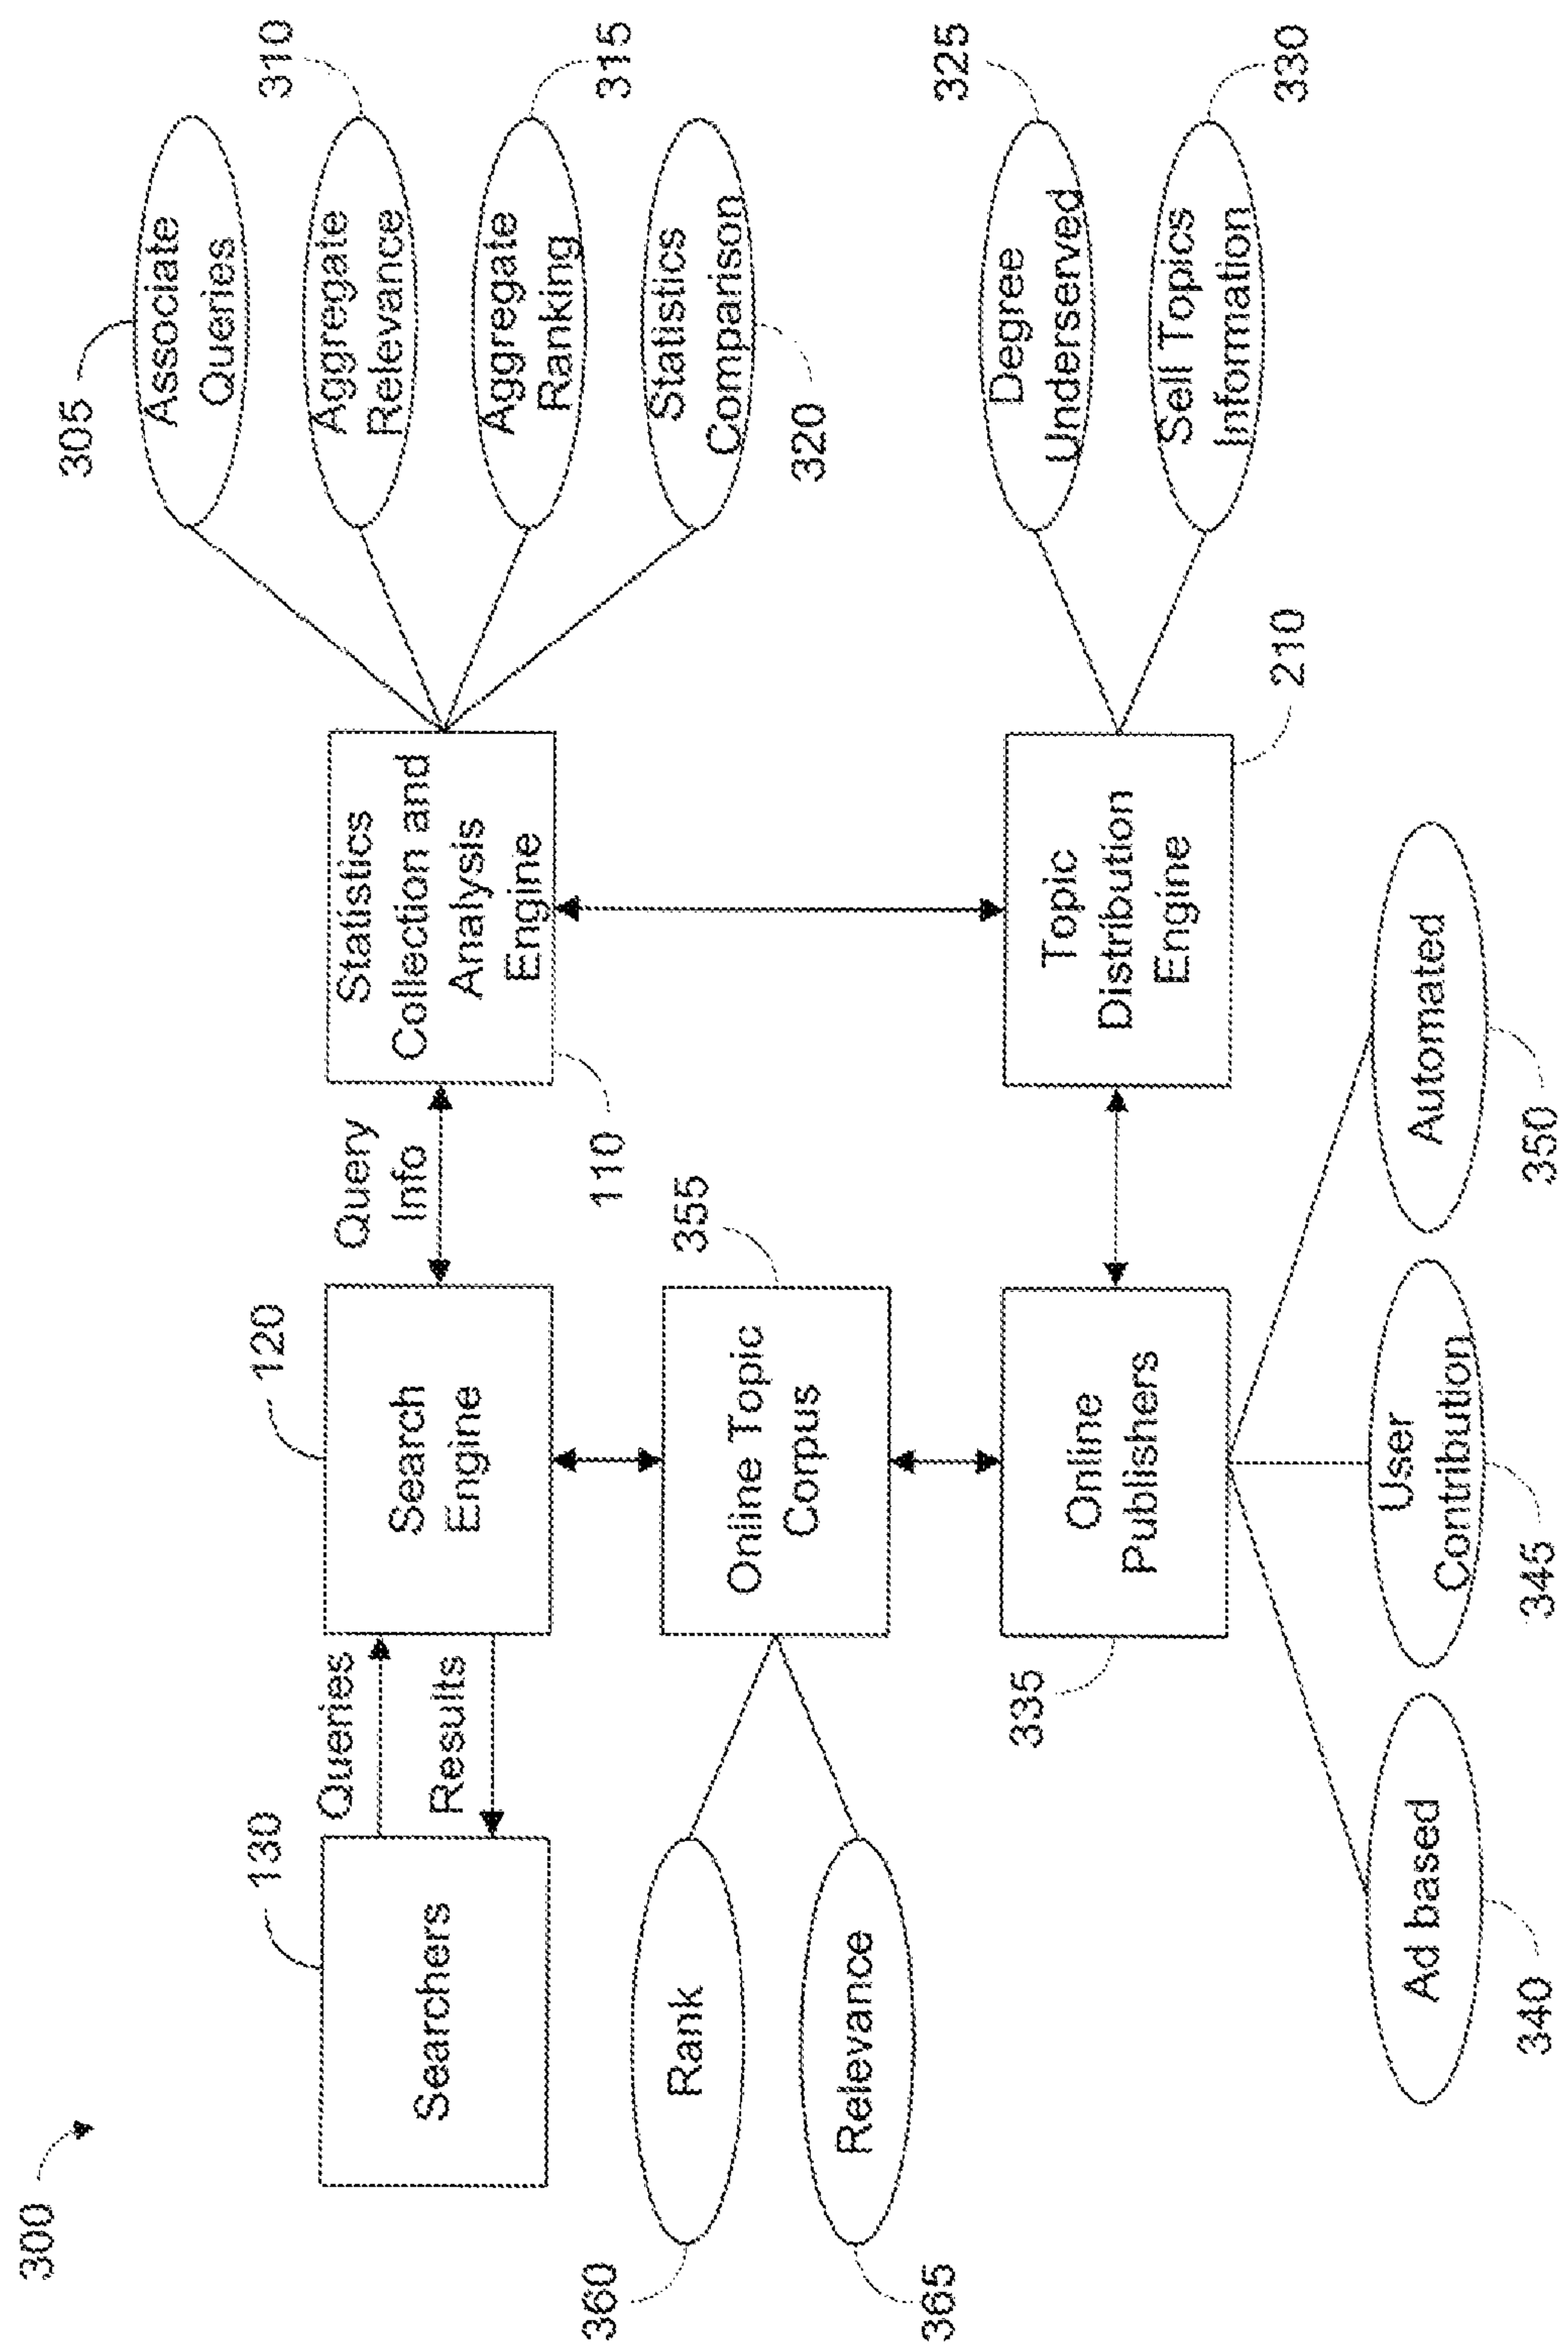 300
130
Searchers
Queries
Results
120
Search
Engine
Query
Info
110
Statistics
Collection and
Analysis
Engine
305
Associate
Queries
310
Aggregate
Relevance
315
Aggregate
Ranking
320
Statistics
Comparison
360
Rank
365
Relevance
355
Online Topic
Corpus
335
Online
Publishers
210
Topic
Distribution
Engine
325
Degree
Underserved
330
Sell Topics
Information
340
Ad based
345
User
Contribution
350
Automated